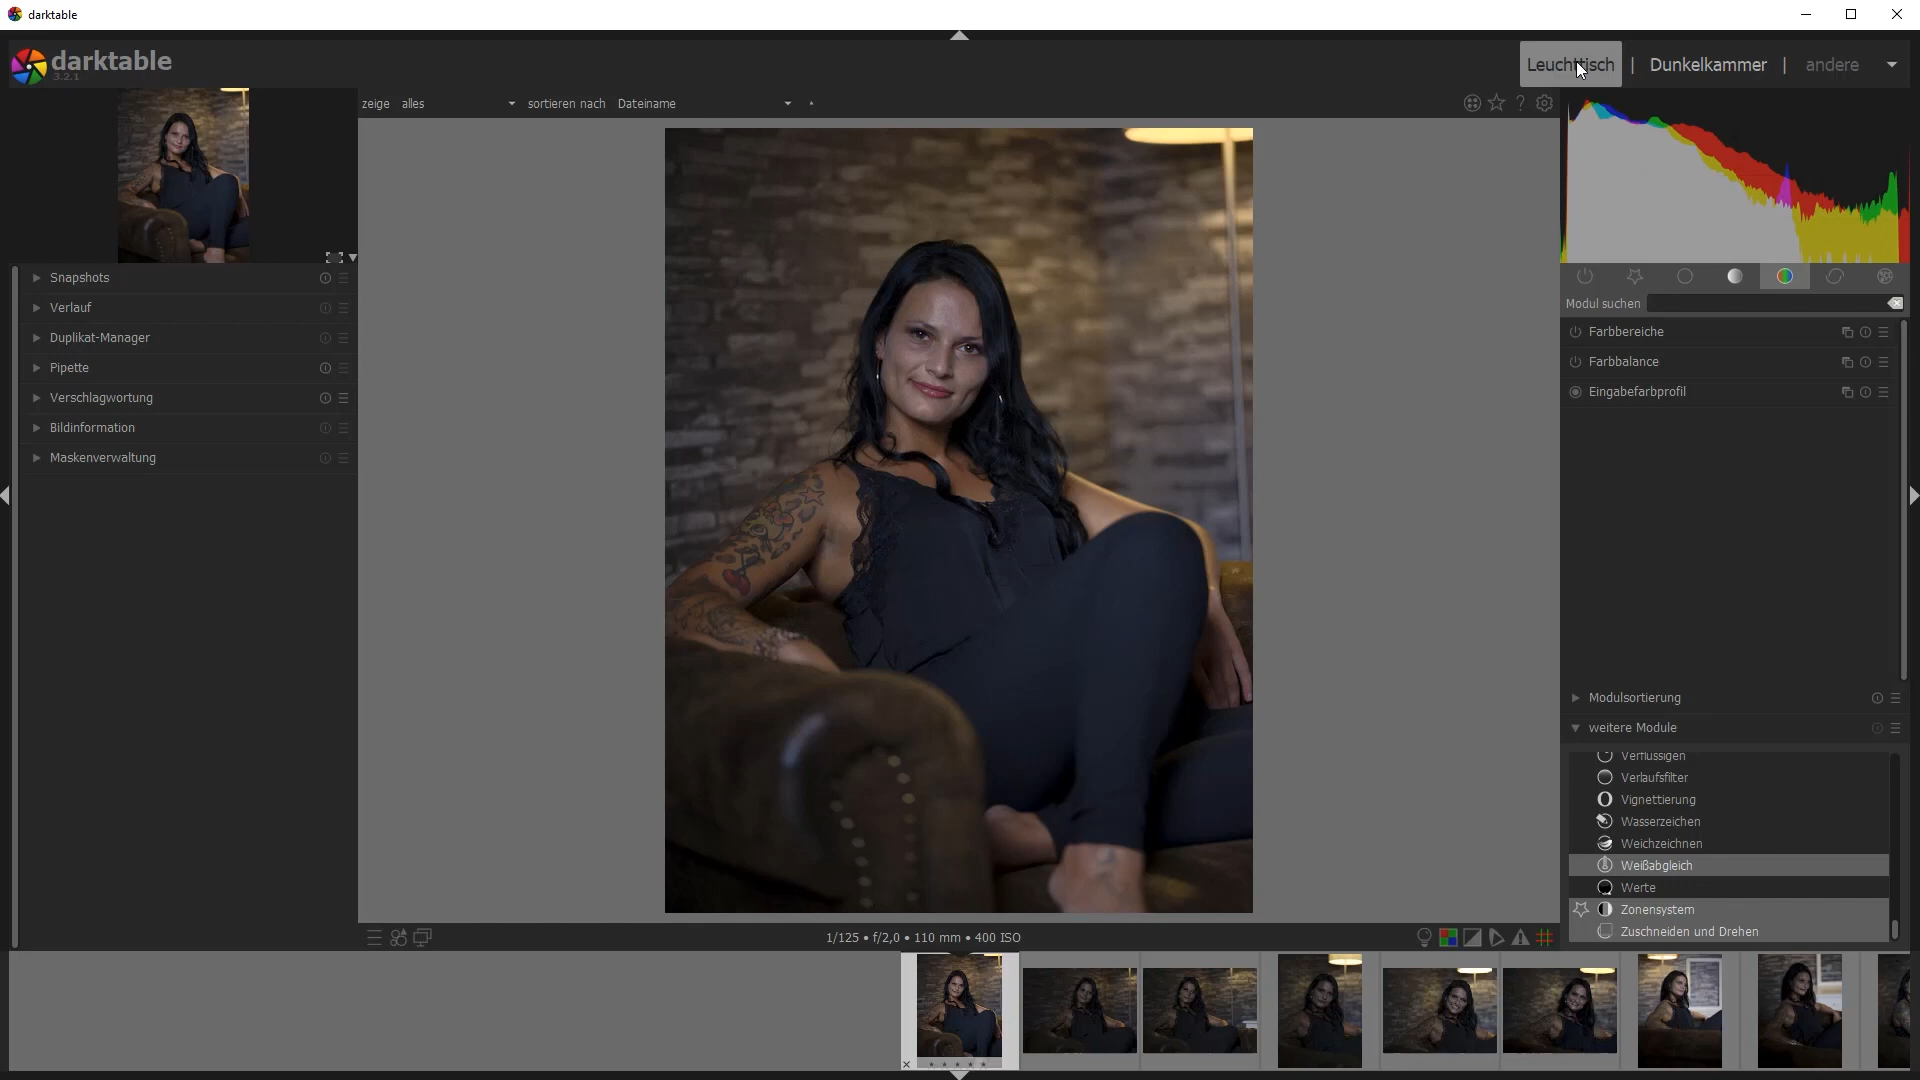 darktable
darktable
3.2.1
Leuchttisch | Dunkelkammer | andere
zeige alles sortieren nach Dateiname
?
Snapshots
Verlauf
Duplikat-Manager
Pipette
Verschlagwortung
Bildinformation
Maskenverwaltung
Modul suchen
Farbbereiche
Farbbalance
Eingabefarbprofil
Modulsortierung
weitere Module
Verflüssigen
Verlaufsfilter
Vignettierung
Wasserzeichen
Weichzeichnen
Weißabgleich
Werte
Zonensystem
Zuschneiden und Drehen
1/125 • f/2,0 • 110 mm • 400 ISO